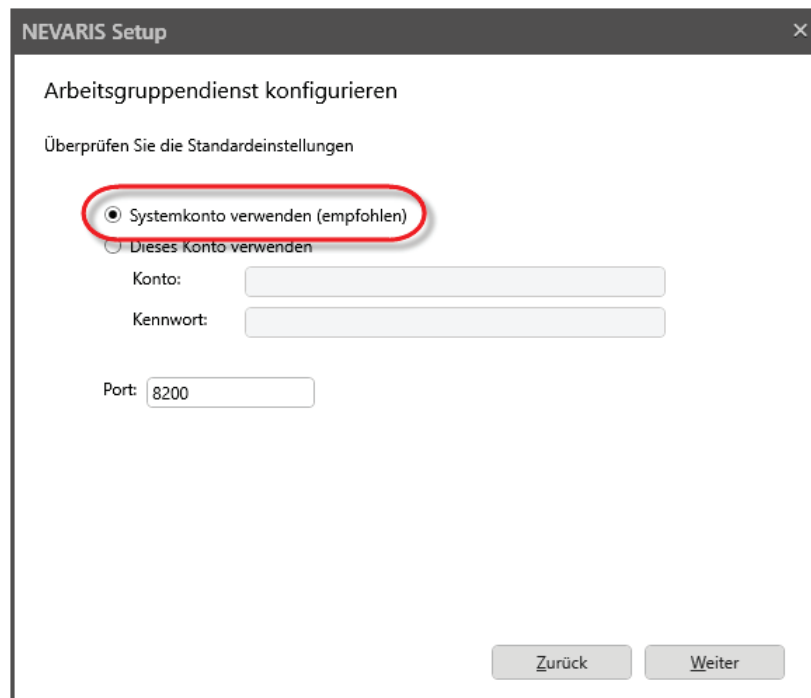 NEVARIS Setup
Arbeitsgruppendienst konfigurieren
Überprüfen Sie die Standardeinstellungen
Systemkonto verwenden (empfohlen)
Dieses Konto verwenden
Konto:
Kennwort:
Port: 8200
Zurück Weiter